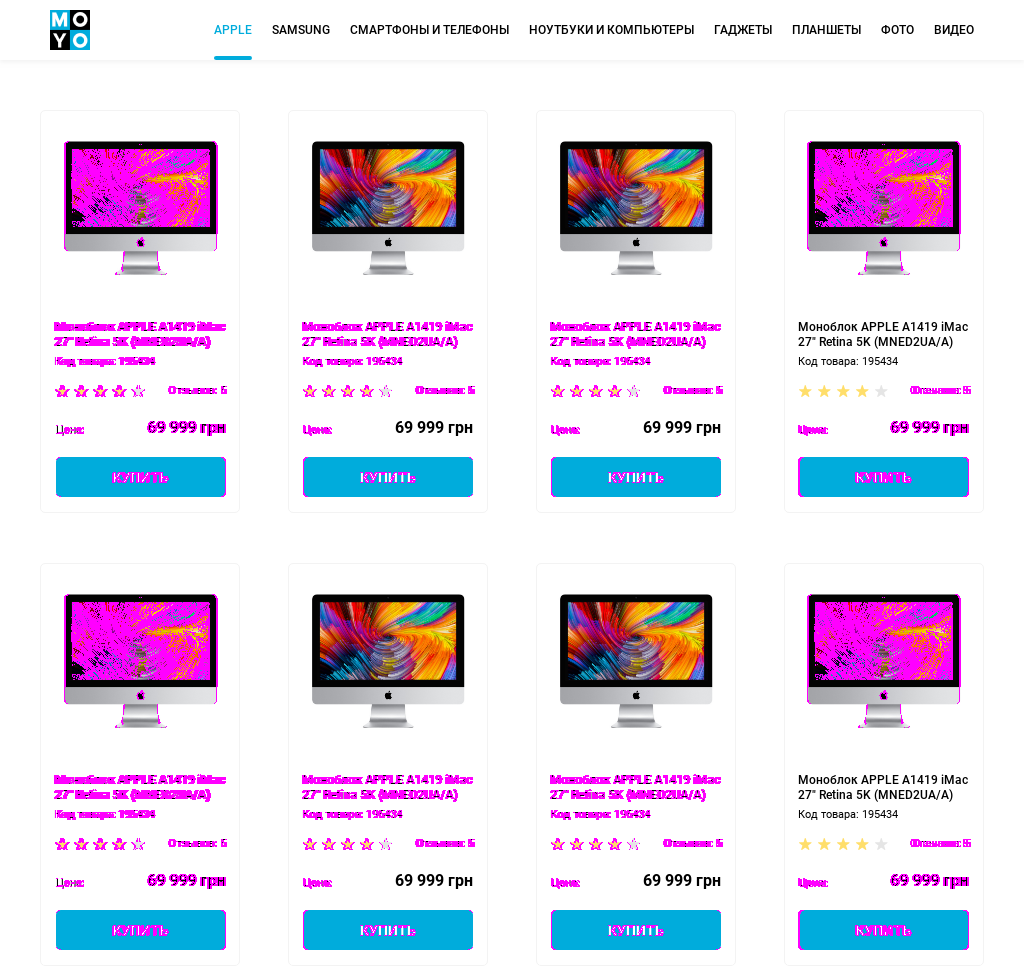 MOYO
APPLE SAMSUNG СМАРТФОНЫ И ТЕЛЕФОНЫ НОУТБУКИ И КОМПЬЮТЕРЫ ГАДЖЕТЫ ПЛАНШЕТЫ ФОТО ВИДЕО
Моноблок APPLE A1419 iMac
27" Retina 5K (MNED2UA/A)
Код товара: 195434
Отзывов: 5
Цена: 69 999 грн
КУПИТЬ
Моноблок APPLE A1419 iMac
27" Retina 5K (MNED2UA/A)
Код товара: 195434
Отзывов: 5
Цена: 69 999 грн
КУПИТЬ
Моноблок APPLE A1419 iMac
27" Retina 5K (MNED2UA/A)
Код товара: 195434
Отзывов: 5
Цена: 69 999 грн
КУПИТЬ
Моноблок APPLE A1419 iMac
27" Retina 5K (MNED2UA/A)
Код товара: 195434
Отзывов: 5
Цена: 69 999 грн
КУПИТЬ
Моноблок APPLE A1419 iMac
27" Retina 5K (MNED2UA/A)
Код товара: 195434
Отзывов: 5
Цена: 69 999 грн
КУПИТЬ
Моноблок APPLE A1419 iMac
27" Retina 5K (MNED2UA/A)
Код товара: 195434
Отзывов: 5
Цена: 69 999 грн
КУПИТЬ
Моноблок APPLE A1419 iMac
27" Retina 5K (MNED2UA/A)
Код товара: 195434
Отзывов: 5
Цена: 69 999 грн
КУПИТЬ
Моноблок APPLE A1419 iMac
27" Retina 5K (MNED2UA/A)
Код товара: 195434
Отзывов: 5
Цена: 69 999 грн
КУПИТЬ